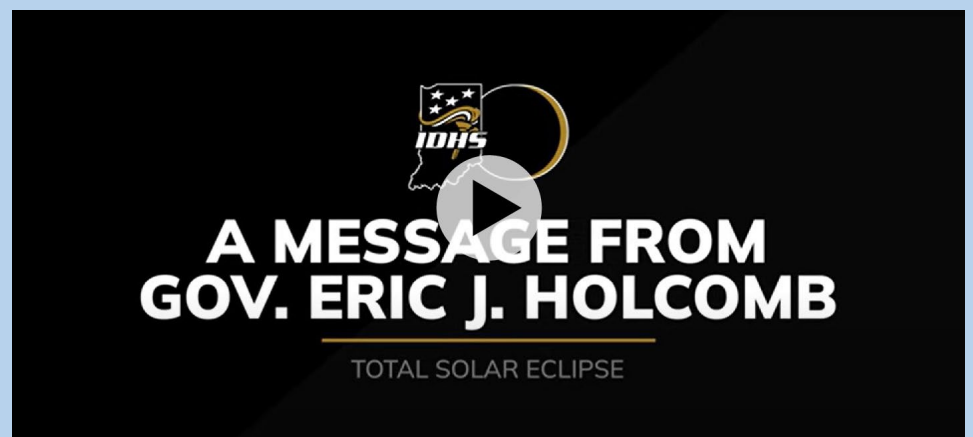 IDHS
A MESSAGE FROM
GOV. ERIC J. HOLCOMB
TOTAL SOLAR ECLIPSE